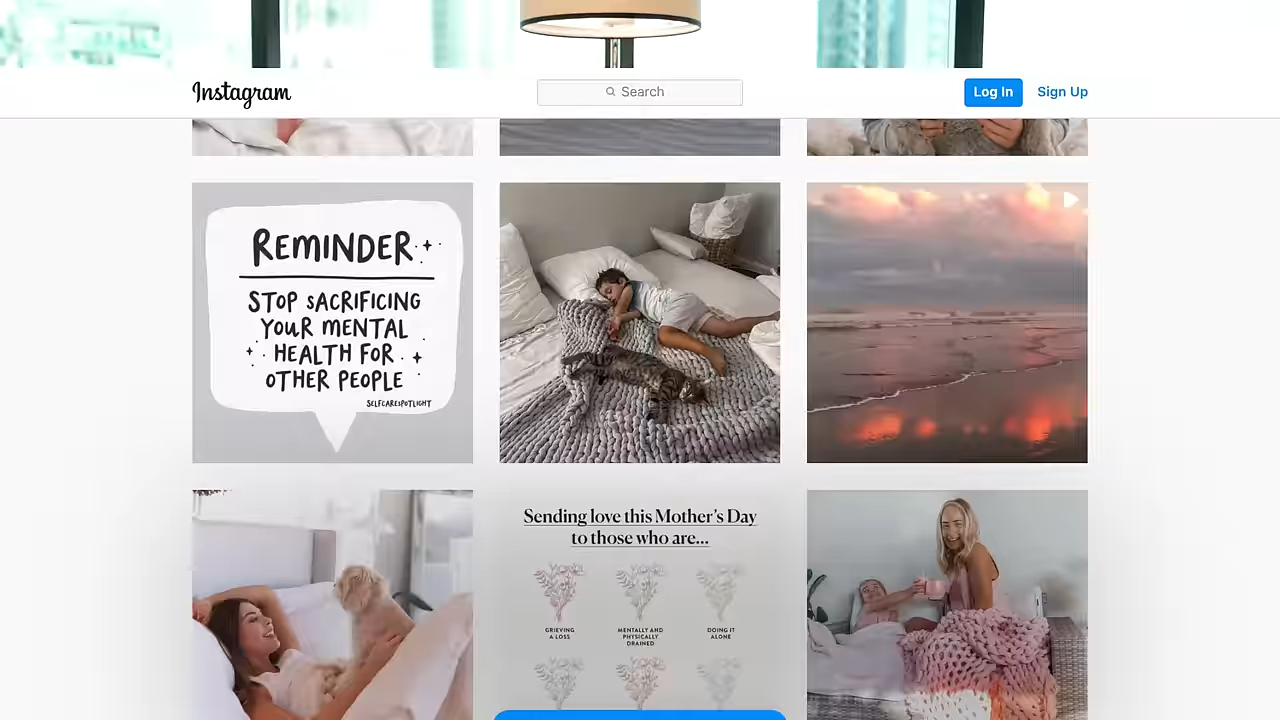 Instagram
Search
Log In
Sign Up
REMINDER
STOP SACRIFICING
YOUR MENTAL
HEALTH FOR
OTHER PEOPLE
SELFCARESPOTLIGHT
Sending love this Mother's Day
to those who are...
GRIEVING
A LOSS
MENTALLY AND
PHYSICALLY
DRAINED
DOING IT
ALONE